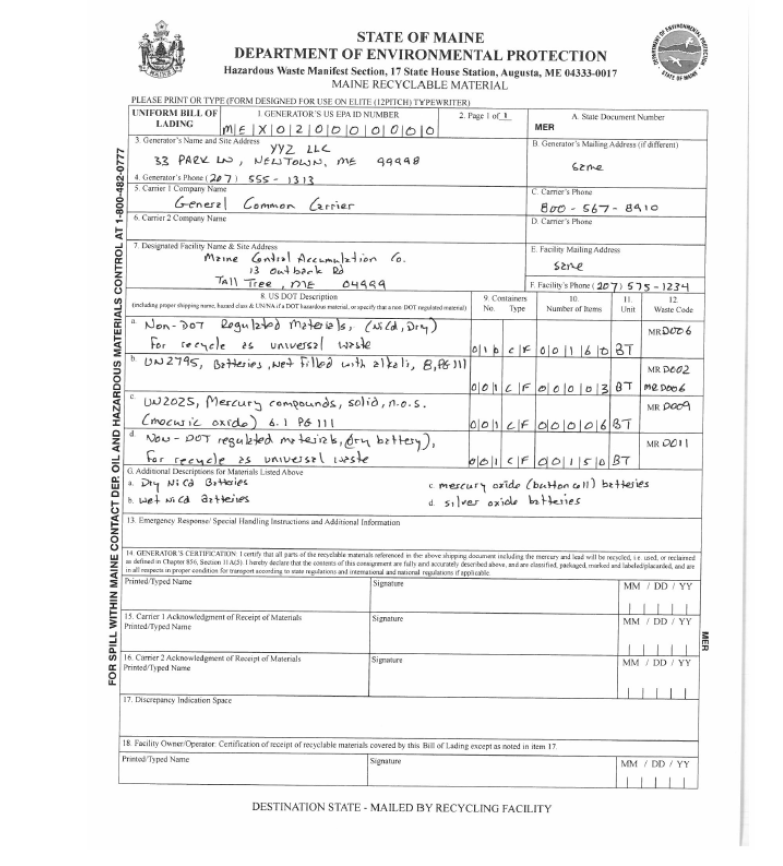 STATE OF MAINE
DEPARTMENT OF ENVIRONMENTAL PROTECTION
Hazardous Waste Manifest Section, 17 State House Station, Augusta, ME 04333-0017
MAINE RECYCLABLE MATERIAL
PLEASE PRINT OR TYPE (FORM DESIGNED FOR USE ON ELITE (12PITCH) TYPEWRITER)
UNIFORM BILL OF LADING
1. GENERATOR'S US EPA ID NUMBER
M E X 0 2 0 0 0 0 0 0 0
2. Page 1 of 1
A. State Document Number
MER
3. Generator's Name and Site Address
YYZ LLC
33 PARK LN, NEWTOWN, ME 99998
B. Generator's Mailing Address (if different)
same
4. Generator's Phone (207) 555-1313
5. Carrier 1 Company Name
General Common Carrier
C. Carrier's Phone
800-567-8910
6. Carrier 2 Company Name
D. Carrier's Phone
7. Designated Facility Name & Site Address
Maine Central Accumulation Co.
13 Outback Rd
Tall Tree, ME 04999
E. Facility Mailing Address
same
F. Facility's Phone (207) 575-1234
8. US DOT Description
(including proper shipping name, hazard class & UN/NA if a DOT hazardous material, or specify that a non-DOT regulated material)
9. Containers
No. Type
10.
Number of Items
11.
Unit
12.
Waste Code
a. Non-DOT Regulated Materials, (NiCd, Dry)
For recycle as universal waste
CF 0 0 1 6 0 BT
MR D006
b. UN2795, Batteries, wet filled with alkali, 8, PG III
0 0 1 CF 0 0 0 0 3 BT
MR D002
MR D006
c. UN2025, Mercury compounds, solid, n.o.s.
(mecuric oxide) 6.1 PG III
0 0 1 CF 0 0 0 0 6 BT
MR D009
d. Non-DOT regulated materials, (dry battery),
For recycle as universal waste
0 0 1 CF 0 0 1 5 0 BT
MR D011
G. Additional Descriptions for Materials Listed Above
a. Dry NiCd Batteries
b. Wet NiCd Batteries
c. mercury oxide (button cell) batteries
d. silver oxide batteries
13. Emergency Response/ Special Handling Instructions and Additional Information
14. GENERATOR'S CERTIFICATION: I certify that all parts of the recyclable materials referenced in the above shipping document including the mercury and lead will be recycled, i.e. used, or reclaimed
as defined in Chapter 856, Section 11A(2). I hereby declare that the contents of this consignment are fully and accurately described above, and are classified, packaged, marked and labeled/placarded, and are
in all respects in proper condition for transport according to state regulations and international and national regulations if applicable.
Printed/Typed Name
Signature
MM / DD / YY
15. Carrier 1 Acknowledgment of Receipt of Materials
Printed/Typed Name
Signature
MM / DD / YY
16. Carrier 2 Acknowledgment of Receipt of Materials
Printed/Typed Name
Signature
MM / DD / YY
17. Discrepancy Indication Space
18. Facility Owner/Operator: Certification of receipt of recyclable materials covered by this Bill of Lading except as noted in item 17.
Printed/Typed Name
Signature
MM / DD / YY
DESTINATION STATE - MAILED BY RECYCLING FACILITY
FOR SPILL WITHIN MAINE CONTACT DEP, OIL AND HAZARDOUS MATERIALS CONTROL AT 1-800-482-0777
MER
DEPARTMENT OF ENVIRONMENTAL PROTECTION
STATE OF MAINE
MAINE